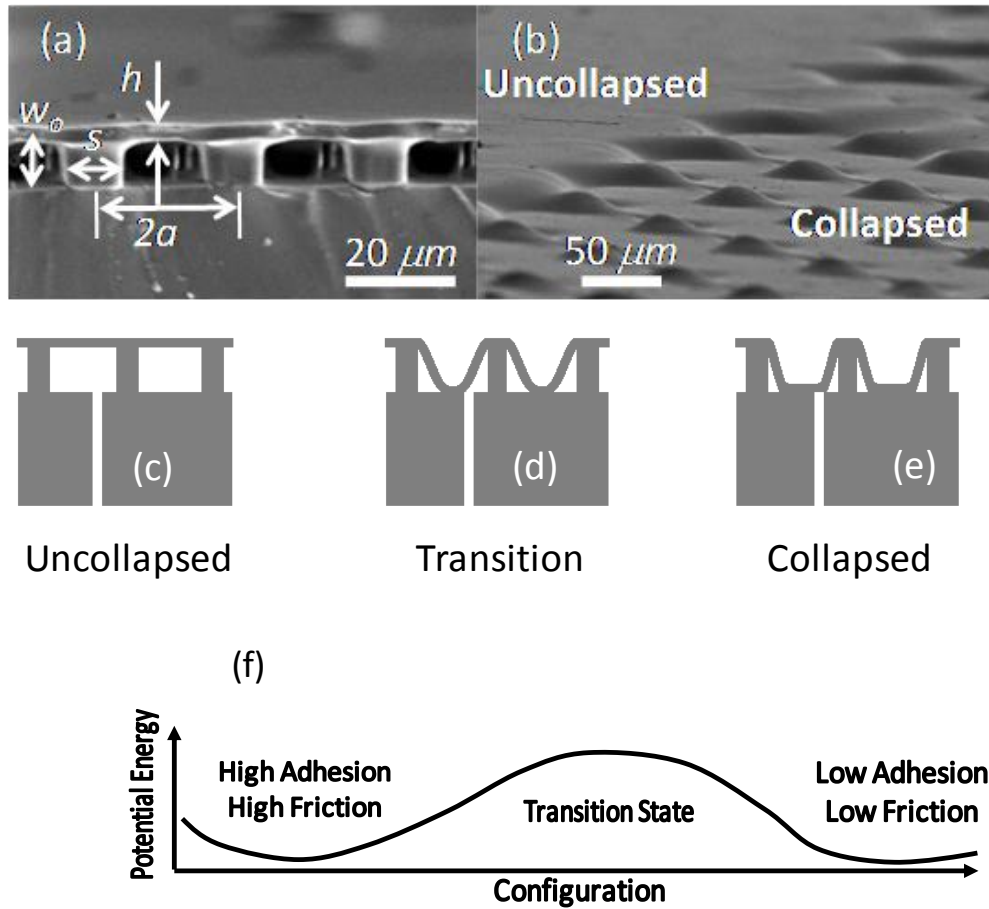 (a)
h
w₀
s
2a
20 μm
(b)
Uncollapsed
Collapsed
50 μm
(c)
(d)
(e)
Uncollapsed
Transition
Collapsed
(f)
Potential Energy
High Adhesion
High Friction
Transition State
Low Adhesion
Low Friction
Configuration